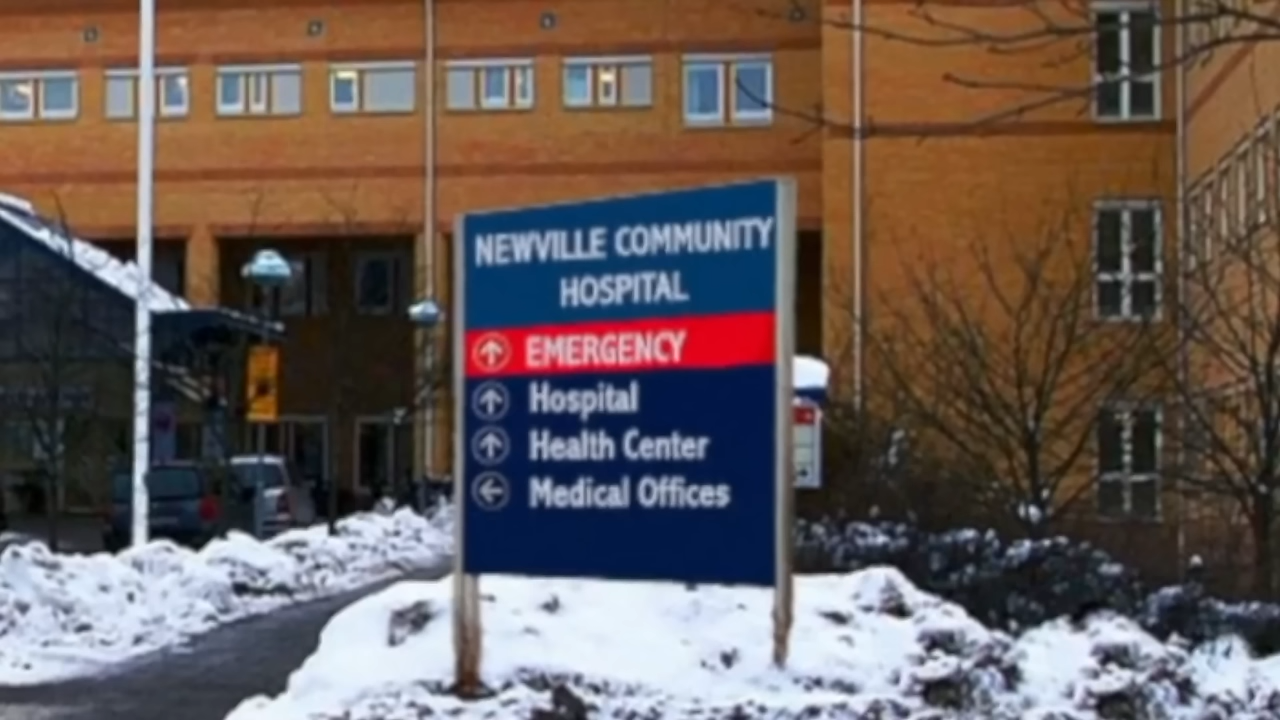 NEWVILLE COMMUNITY
HOSPITAL
EMERGENCY
Hospital
Health Center
Medical Offices